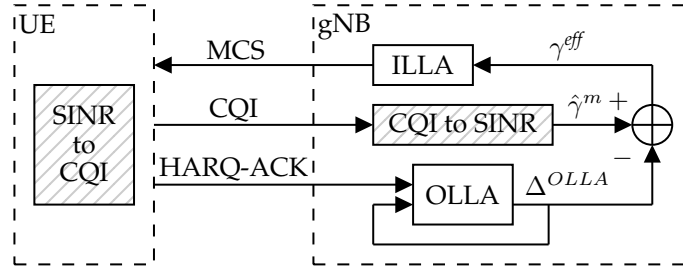 UE
gNB
MCS
ILLA
γ^{eff}
SINR
to
CQI
CQI
CQI to SINR
γ̂^m +
−
HARQ-ACK
OLLA
Δ^{OLLA}